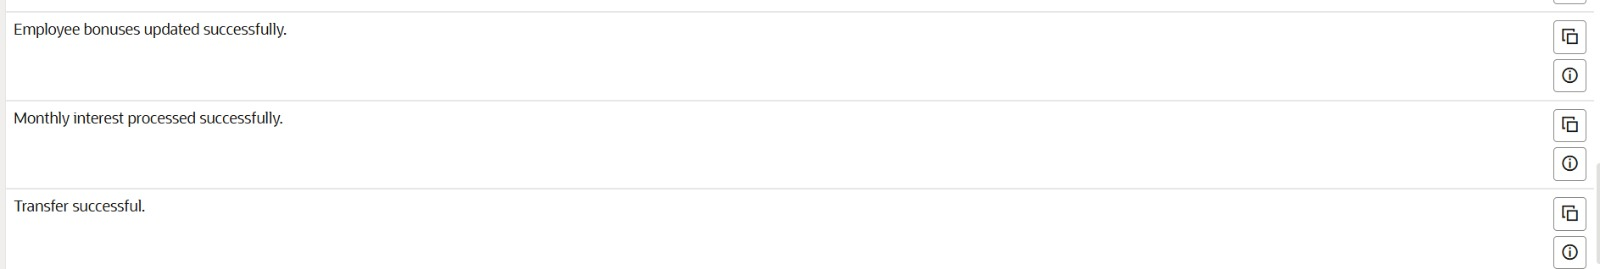 Employee bonuses updated successfully.
Monthly interest processed successfully.
Transfer successful.